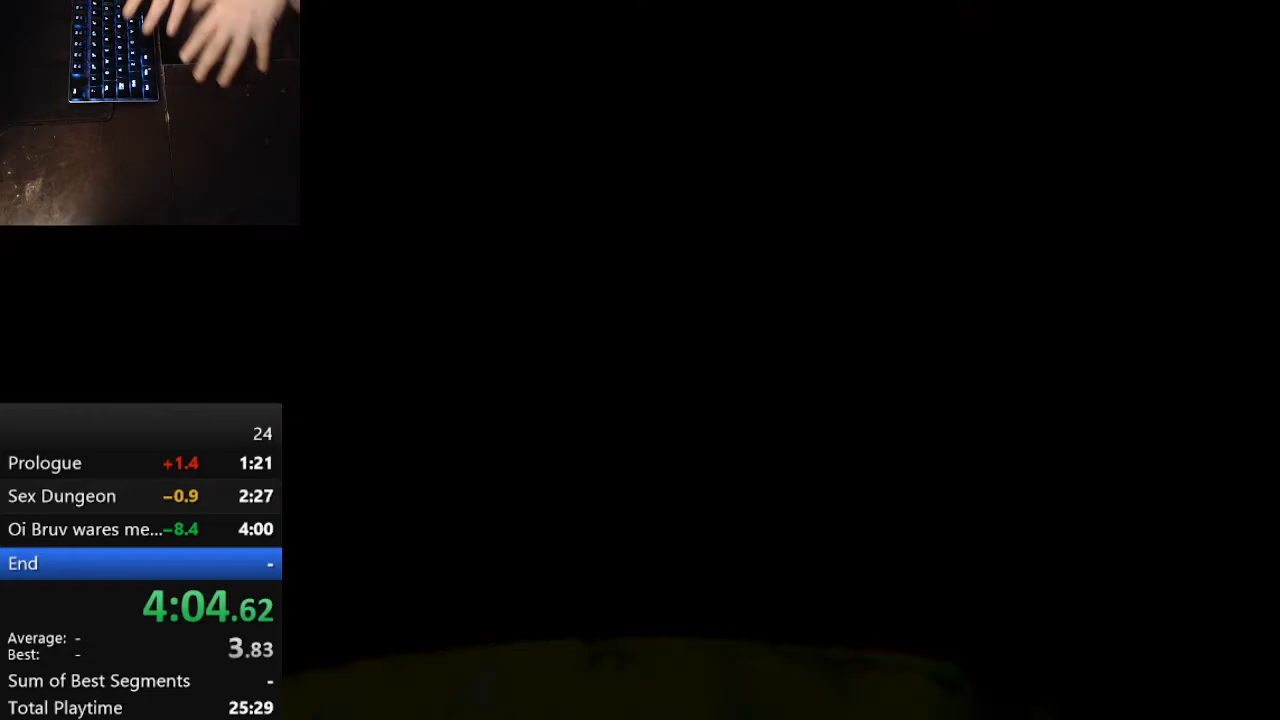 24
Prologue +1.4 1:21
Sex Dungeon −0.9 2:27
Oi Bruv wares me...−8.4 4:00
End -
4:04.62
Average: -
Best: - 3.83
Sum of Best Segments -
Total Playtime 25:29